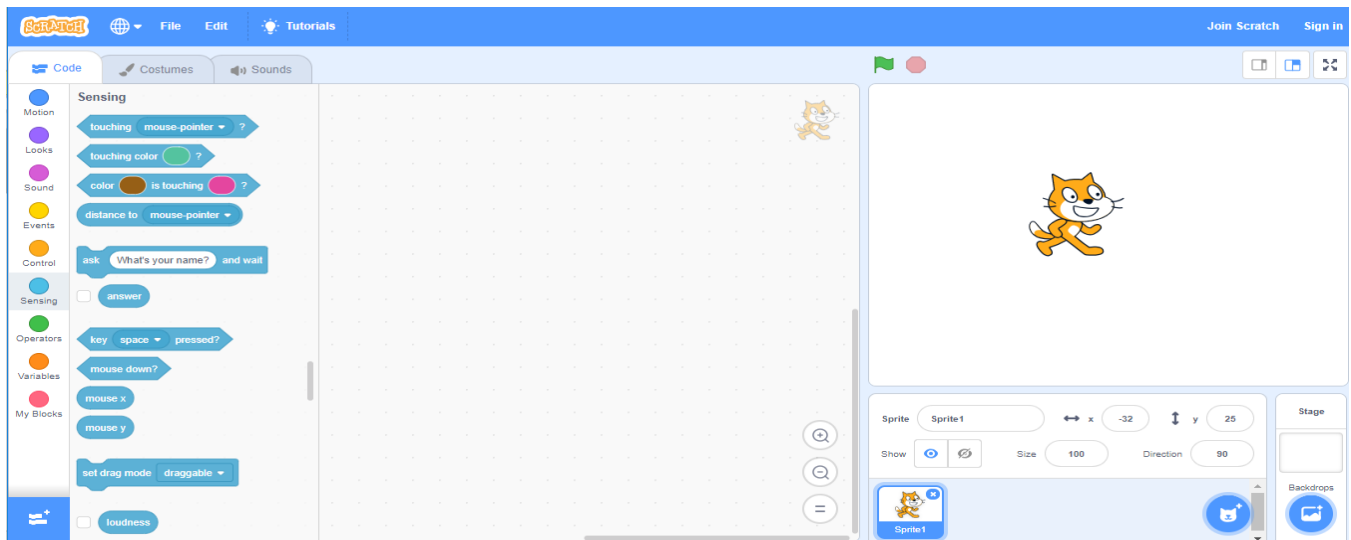 SCRATCH File Edit Tutorials Join Scratch Sign in
Code Costumes Sounds
Motion
Looks
Sound
Events
Control
Sensing
Operators
Variables
My Blocks
Sensing
touching mouse-pointer ?
touching color ?
color is touching ?
distance to mouse-pointer
ask What's your name? and wait
answer
key space pressed?
mouse down?
mouse x
mouse y
set drag mode draggable
loudness
Sprite Sprite1 x -32 y 25
Show Size 100 Direction 90
Sprite1
Stage
Backdrops